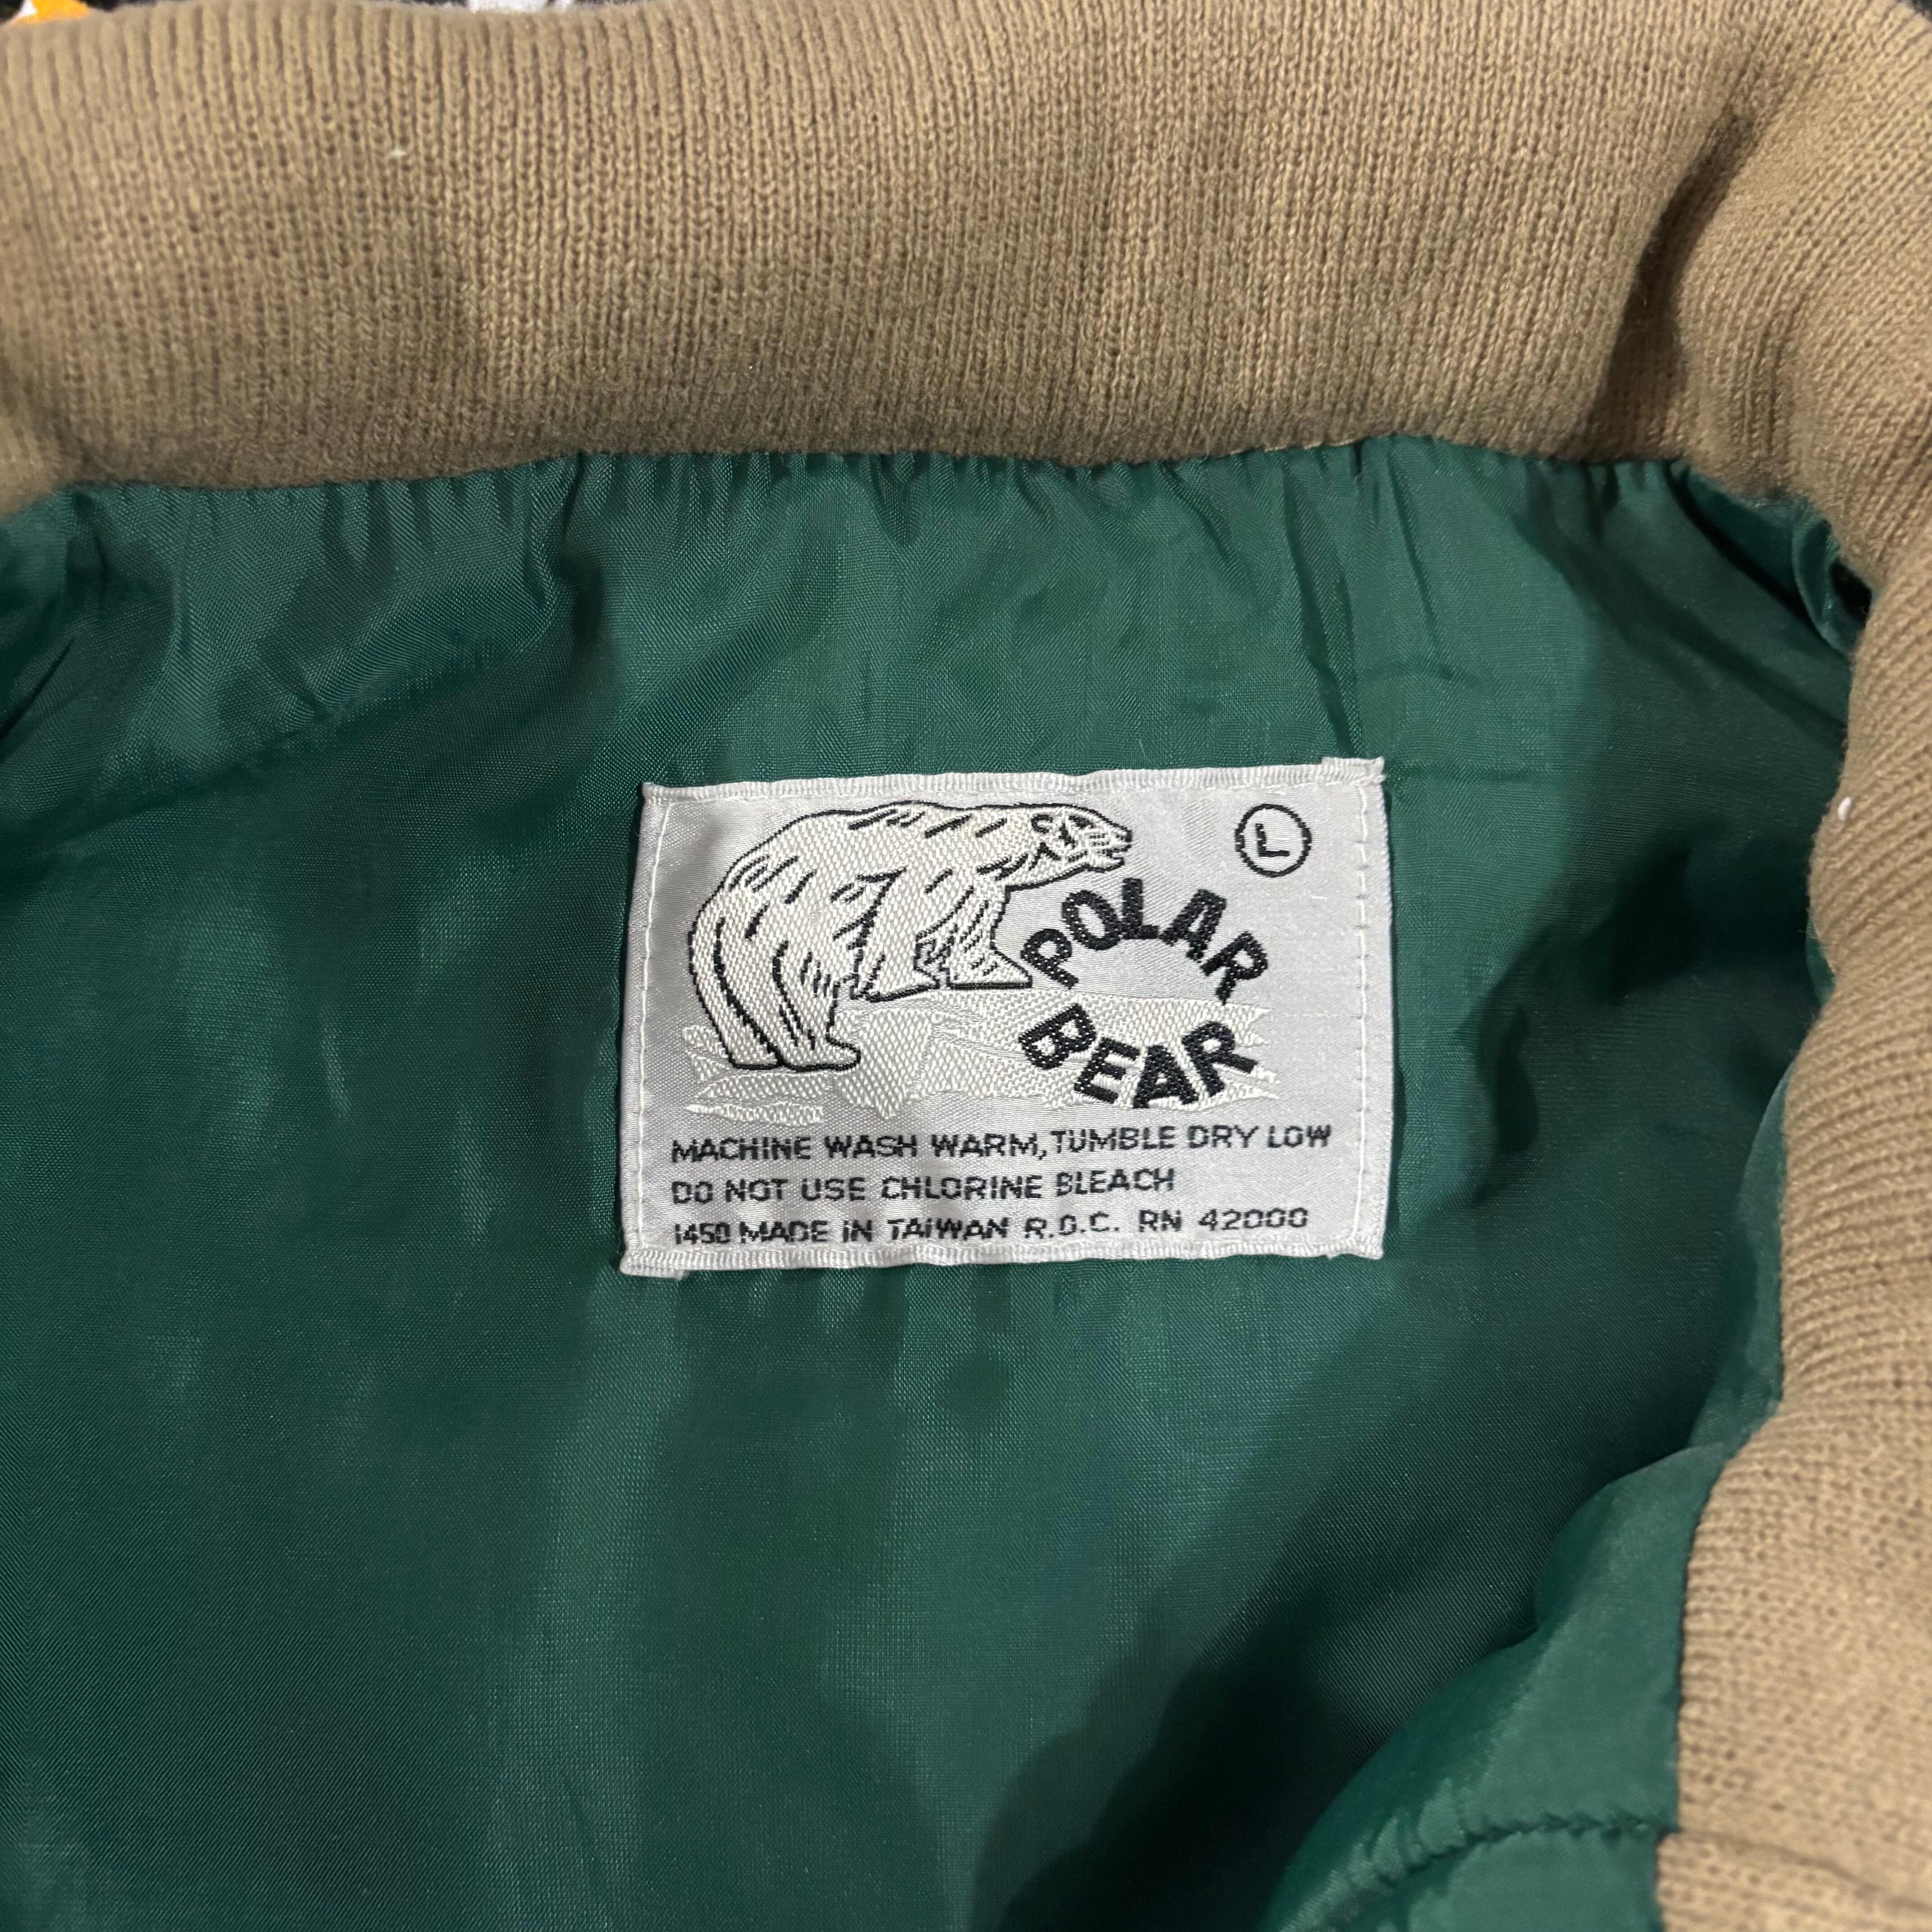 L
POLAR
BEAR
MACHINE WASH WARM, TUMBLE DRY LOW
DO NOT USE CHLORINE BLEACH
1450 MADE IN TAIWAN R.O.C. RN 42000